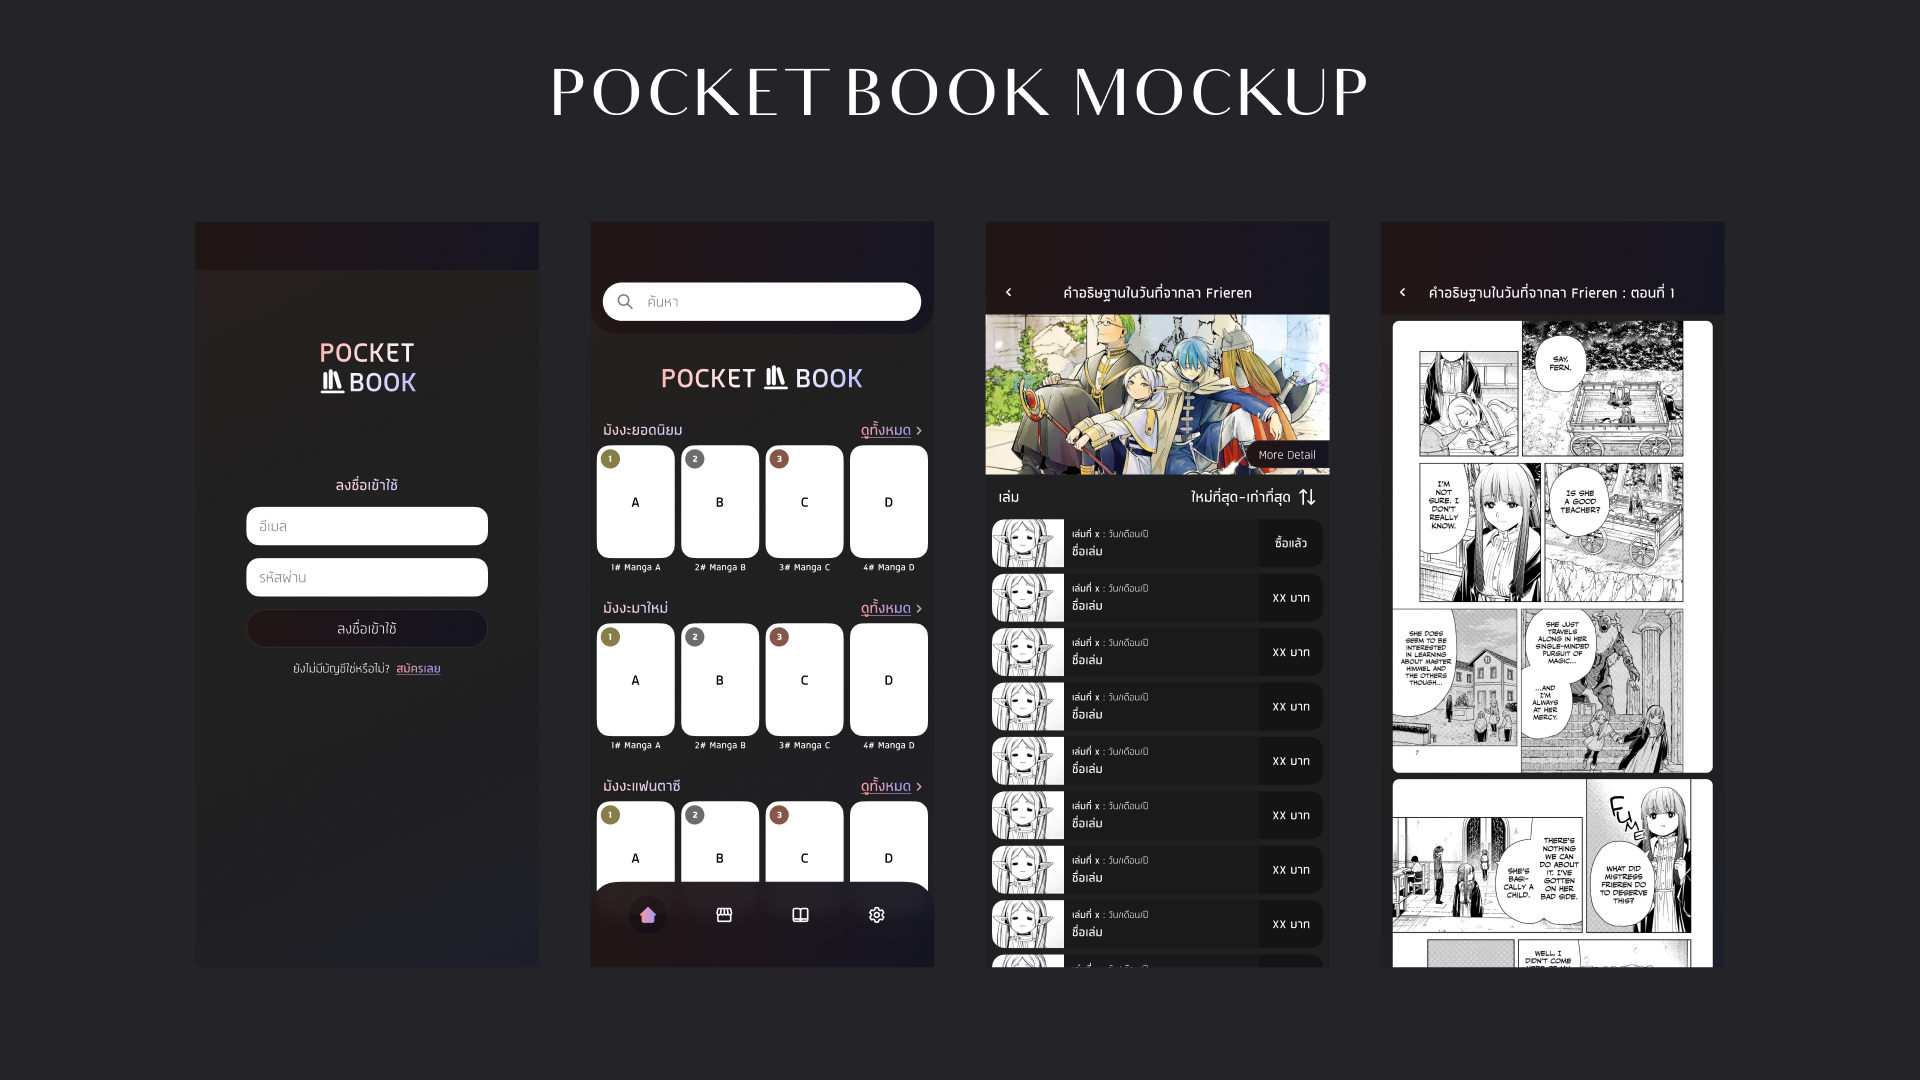 POCKET BOOK MOCKUP
POCKET
BOOK
ลงชื่อเข้าใช้
อีเมล
รหัสผ่าน
ลงชื่อเข้าใช้
ยังไม่มีบัญชีใช่หรือไม่? สมัครเลย
ค้นหา
POCKET BOOK
มังงะยอดนิยม ดูทั้งหมด
1 2 3
A B C D
1# Manga A 2# Manga B 3# Manga C 4# Manga D
มังงะมาใหม่ ดูทั้งหมด
1 2 3
A B C D
1# Manga A 2# Manga B 3# Manga C 4# Manga D
มังงะแฟนตาซี ดูทั้งหมด
1 2 3
A B C D
คำอธิษฐานในวันที่จากลา Frieren
More Detail
เล่ม ใหม่ที่สุด-เก่าที่สุด
เล่มที่ x : วัน/เดือน/ปี
ชื่อเล่ม
ซื้อแล้ว
เล่มที่ x : วัน/เดือน/ปี
ชื่อเล่ม
XX บาท
เล่มที่ x : วัน/เดือน/ปี
ชื่อเล่ม
XX บาท
เล่มที่ x : วัน/เดือน/ปี
ชื่อเล่ม
XX บาท
เล่มที่ x : วัน/เดือน/ปี
ชื่อเล่ม
XX บาท
เล่มที่ x : วัน/เดือน/ปี
ชื่อเล่ม
XX บาท
เล่มที่ x : วัน/เดือน/ปี
ชื่อเล่ม
XX บาท
เล่มที่ x : วัน/เดือน/ปี
ชื่อเล่ม
XX บาท
คำอธิษฐานในวันที่จากลา Frieren : ตอนที่ 1
SAY,
FERN.
I'M
NOT
SURE. I
DON'T
REALLY
KNOW.
IS SHE
A GOOD
TEACHER?
SHE DOES
SEEM TO BE
INTERESTED
IN LEARNING
ABOUT MASTER
HIMMEL AND
THE OTHERS
THOUGH...
SHE JUST
TRAVELS
ALONG IN HER
SINGLE-MINDED
PURSUIT OF
MAGIC...
...AND
I'M
ALWAYS
AT HER
MERCY.
7
FUME
THERE'S
NOTHING
WE CAN
DO ABOUT
IT. I'VE
GOTTEN
ON HER
BAD SIDE.
SHE'S
BASI-
CALLY A
CHILD.
WHAT DID
MISTRESS
FRIEREN DO
TO DESERVE
THIS?
WELL, I
DIDN'T COME